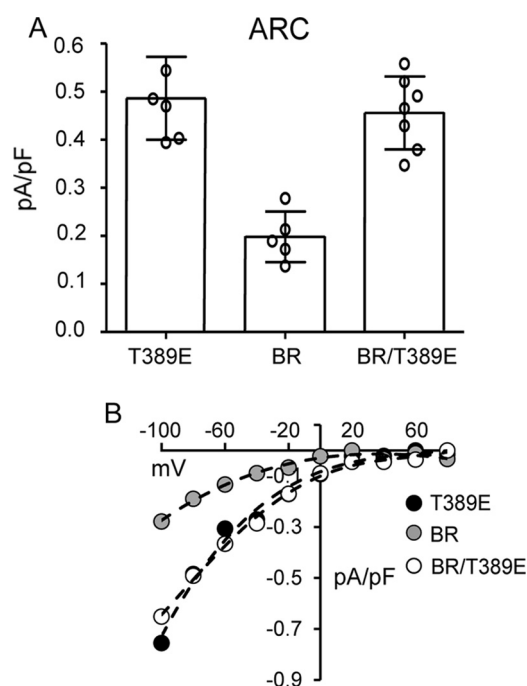 A
ARC
pA/pF
0.6
0.5
0.4
0.3
0.2
0.1
0.0
T389E BR BR/T389E
B
-100 -60 -20 20 60
mV
-0.1
-0.3
-0.5
-0.7
-0.9
pA/pF
T389E
BR
BR/T389E